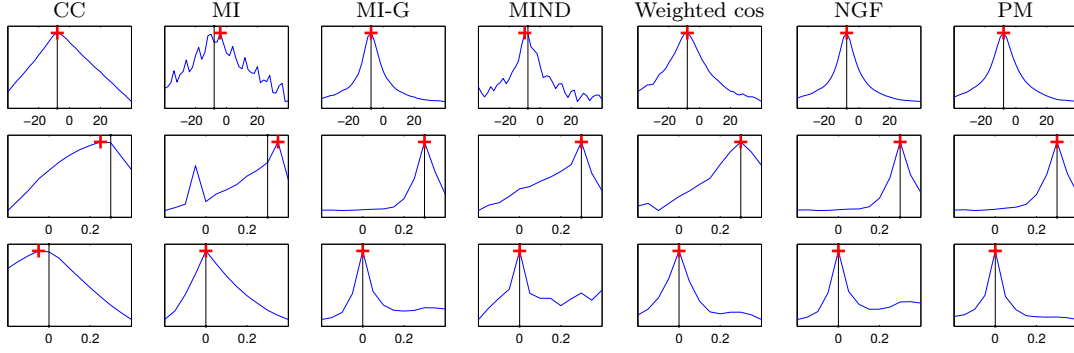 CC MI MI-G MIND Weighted cos NGF PM
−20 0 20 −20 0 20 −20 0 20 −20 0 20 −20 0 20 −20 0 20 −20 0 20
0 0.2 0 0.2 0 0.2 0 0.2 0 0.2 0 0.2 0 0.2
0 0.2 0 0.2 0 0.2 0 0.2 0 0.2 0 0.2 0 0.2